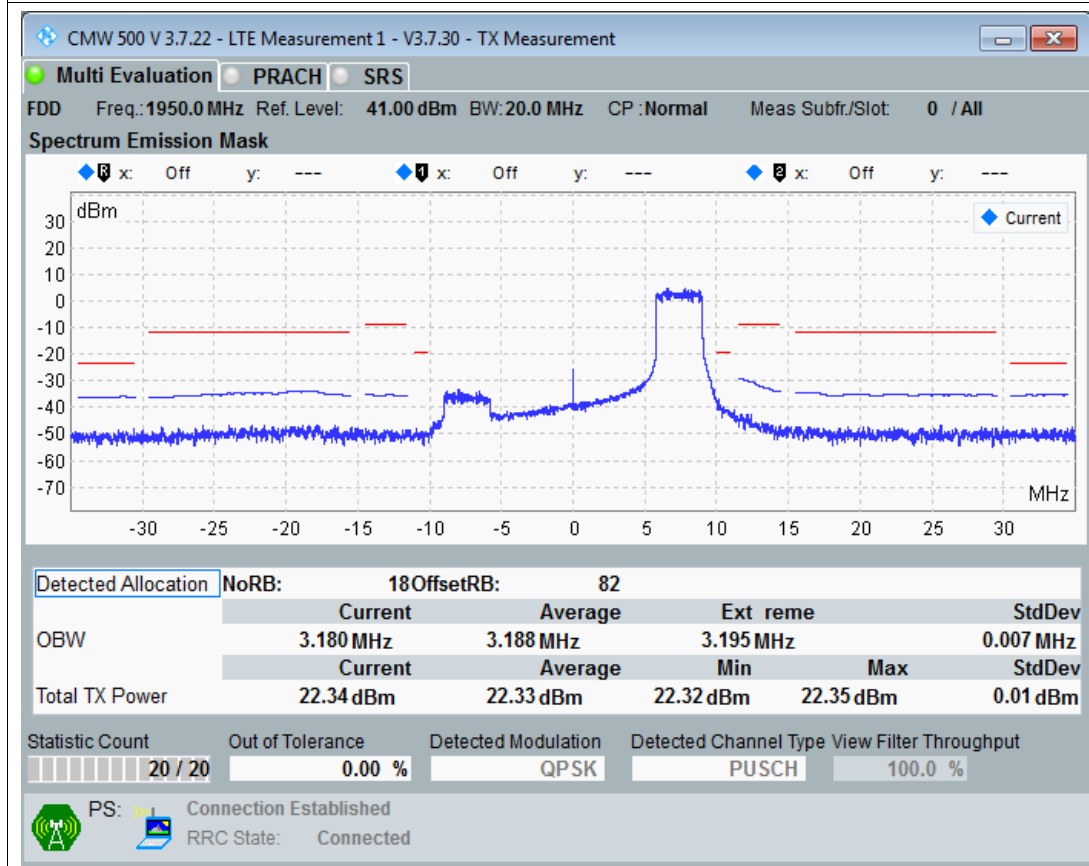 CMW 500 V 3.7.22 - LTE Measurement 1 - V3.7.30 - TX Measurement
Multi Evaluation PRACH SRS
FDD Freq.: 1950.0 MHz Ref. Level: 41.00 dBm BW: 20.0 MHz CP : Normal Meas Subfr./Slot: 0 / All
Spectrum Emission Mask
R x: Off y: --- 1 x: Off y: --- 2 x: Off y: ---
dBm
Current
30
20
10
0
-10
-20
-30
-40
-50
-60
-70
MHz
-30 -25 -20 -15 -10 -5 0 5 10 15 20 25 30
Detected Allocation NoRB: 18 OffsetRB: 82
Current Average Ext reme StdDev
OBW 3.180 MHz 3.188 MHz 3.195 MHz 0.007 MHz
Current Average Min Max StdDev
Total TX Power 22.34 dBm 22.33 dBm 22.32 dBm 22.35 dBm 0.01 dBm
Statistic Count Out of Tolerance Detected Modulation Detected Channel Type View Filter Throughput
20 / 20 0.00 % QPSK PUSCH 100.0 %
PS: Connection Established
RRC State: Connected